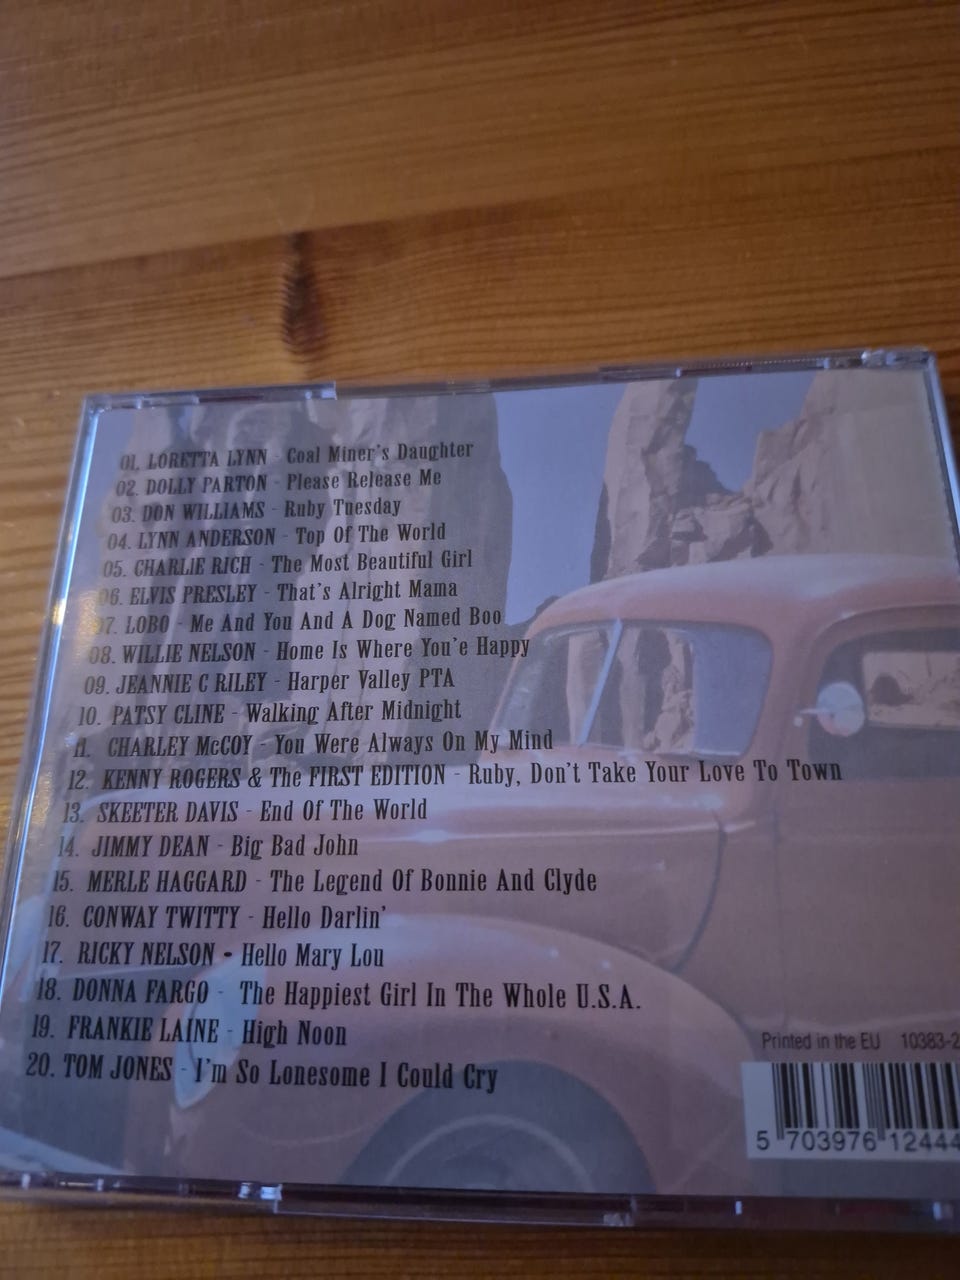 01. LORETTA LYNN - Coal Miner's Daughter
02. DOLLY PARTON - Please Release Me
03. DON WILLIAMS - Ruby Tuesday
04. LYNN ANDERSON - Top Of The World
05. CHARLIE RICH - The Most Beautiful Girl
06. ELVIS PRESLEY - That's Alright Mama
07. LOBO - Me And You And A Dog Named Boo
08. WILLIE NELSON - Home Is Where You'e Happy
09. JEANNIE C RILEY - Harper Valley PTA
10. PATSY CLINE - Walking After Midnight
11. CHARLEY McCOY - You Were Always On My Mind
12. KENNY ROGERS & The FIRST EDITION - Ruby, Don't Take Your Love To Town
13. SKEETER DAVIS - End Of The World
14. JIMMY DEAN - Big Bad John
15. MERLE HAGGARD - The Legend Of Bonnie And Clyde
16. CONWAY TWITTY - Hello Darlin'
17. RICKY NELSON - Hello Mary Lou
18. DONNA FARGO - The Happiest Girl In The Whole U.S.A.
19. FRANKIE LAINE - High Noon
20. TOM JONES - I'm So Lonesome I Could Cry
Printed in the EU 10383-2
5 703976 12444